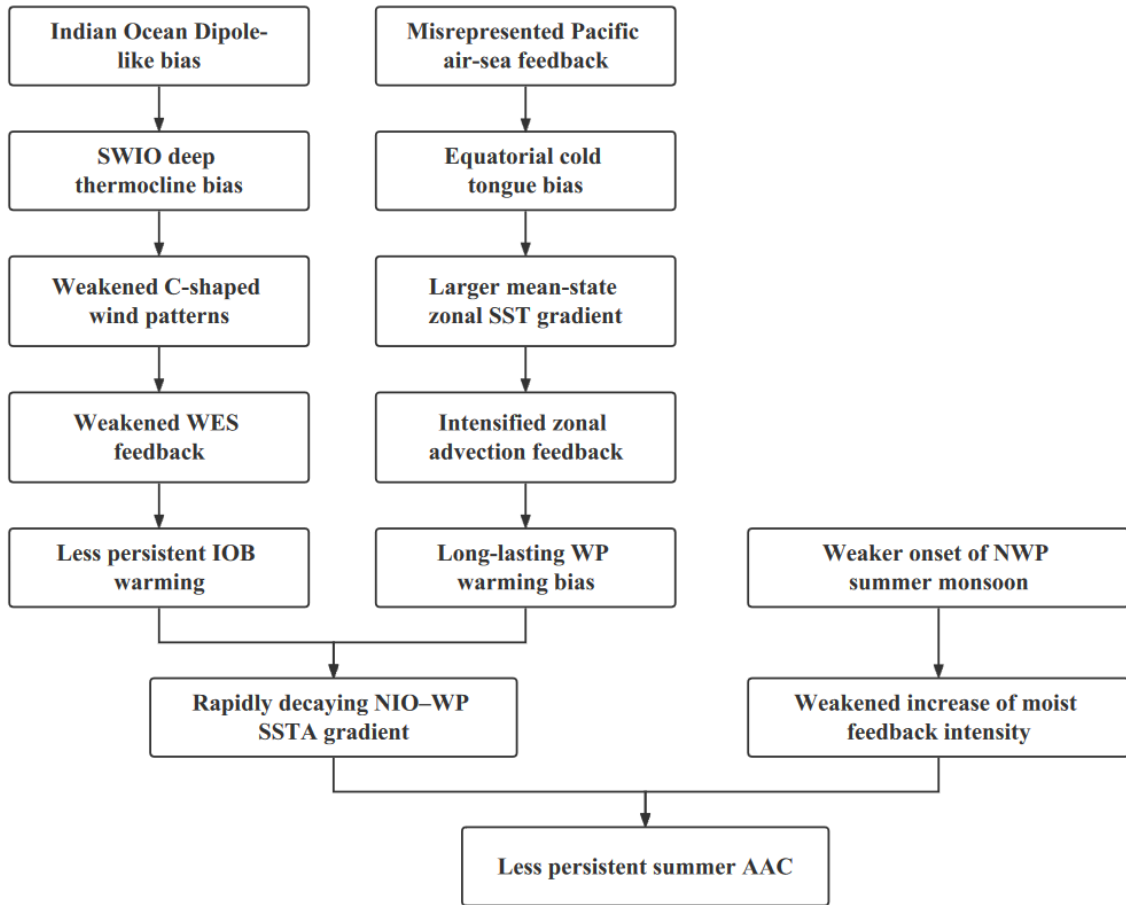 Indian Ocean Dipole-
like bias
Misrepresented Pacific
air-sea feedback
SWIO deep
thermocline bias
Equatorial cold
tongue bias
Weakened C-shaped
wind patterns
Larger mean-state
zonal SST gradient
Weakened WES
feedback
Intensified zonal
advection feedback
Less persistent IOB
warming
Long-lasting WP
warming bias
Weaker onset of NWP
summer monsoon
Rapidly decaying NIO–WP
SSTA gradient
Weakened increase of moist
feedback intensity
Less persistent summer AAC